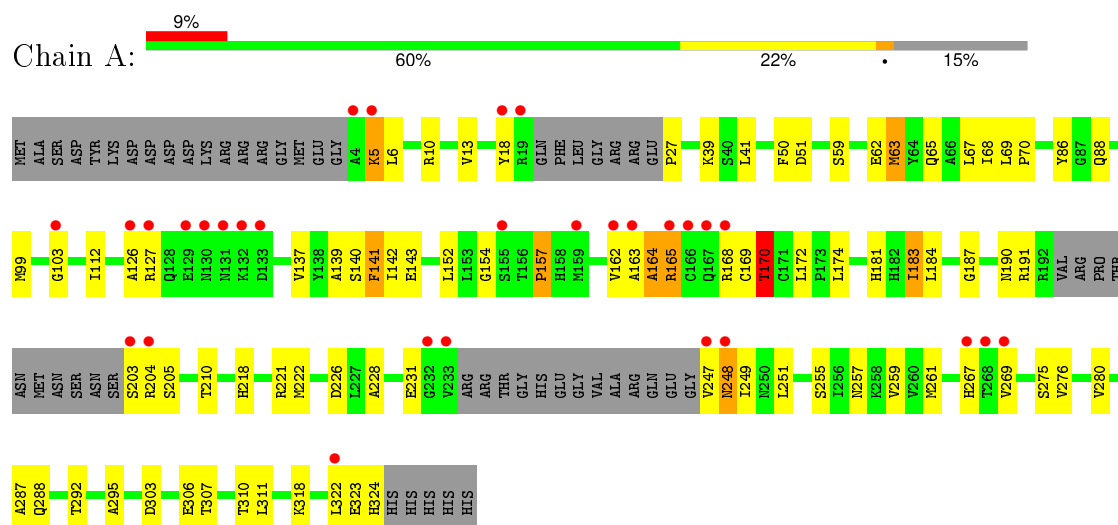 9%
Chain A:
60% 22% • 15%
MET ALA SER ASP TYR LYS ASP ASP ASP ASP LYS ARG ARG ARG GLY MET GLU GLY A4 K5 L6 R10 V13 Y18 R19 GLN PHE LEU GLY ARG ARG GLU P27 K39 S40 L41 F50 D51 S59 E62 M63 Y64 Q65 A66 L67 I68 L69 P70 Y86 G87 Q88
M99 G103 I112 A126 R127 Q128 E129 N130 N131 K132 D133 V137 Y138 A139 S140 F141 I142 E143 L152 L153 G154 S155 T156 P157 H158 M159 V162 A163 A164 R165 C166 Q167 R168 C169 T170 C171 L172 P173 L174 H181 H182 I183 L184 G187 N190 R191 R192 VAL ARG PRO THR
ASN MET ASN SER ASN SER S203 R204 S205 T210 H218 R221 M222 D226 L227 A228 E231 G232 V233 ARG ARG THR GLY HIS GLU GLY VAL ALA ARG GLN GLU GLY V247 N248 I249 N250 L251 S255 I256 N257 K258 V259 V260 M261 H267 T268 V269 S275 V276 V280
A287 Q288 T292 A295 D303 E306 T307 T310 L311 K318 L322 E323 H324 HIS HIS HIS HIS HIS